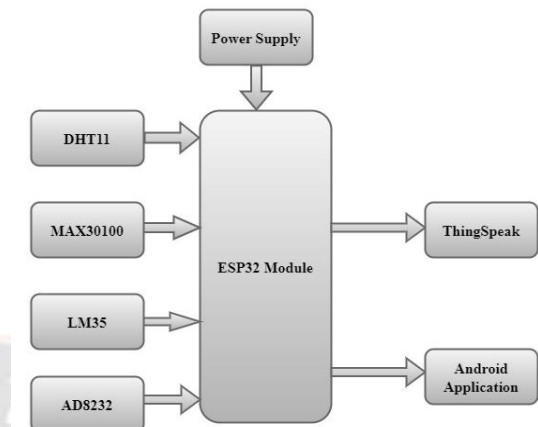 Power Supply
DHT11
MAX30100
LM35
AD8232
ESP32 Module
ThingSpeak
Android
Application